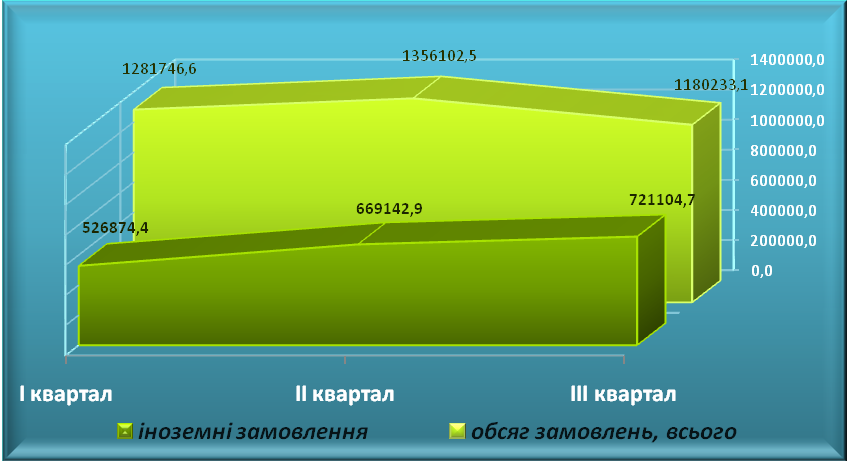 1281746,6
1356102,5
1180233,1
526874,4
669142,9
721104,7
1400000,0
1200000,0
1000000,0
800000,0
600000,0
400000,0
200000,0
0,0
I квартал
II квартал
III квартал
іноземні замовлення
обсяг замовлень, всього